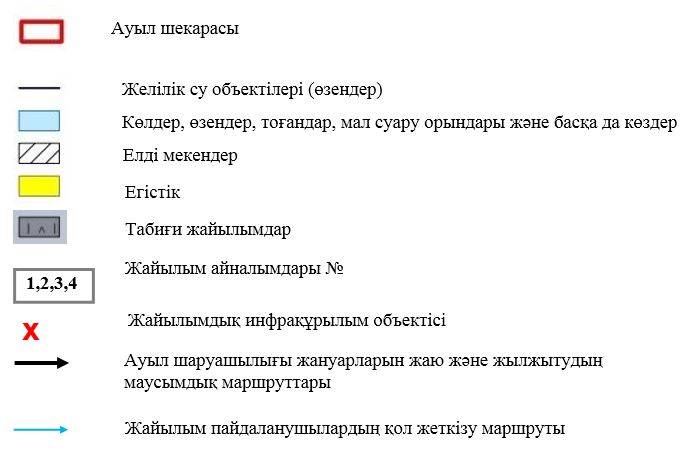 Ауыл шекарасы
Желілік су объектілері (өзендер)
Көлдер, өзендер, тоғандар, мал суару орындары және басқа да көздер
Елді мекендер
Егістік
Табиғи жайылымдар
Жайылым айналымдары №
1,2,3,4
Жайылымдық инфрақұрылым объектісі
X
Ауыл шаруашылығы жануарларын жаю және жылжытудың
маусымдық маршруттары
Жайылым пайдаланушылардың қол жеткізу маршруты